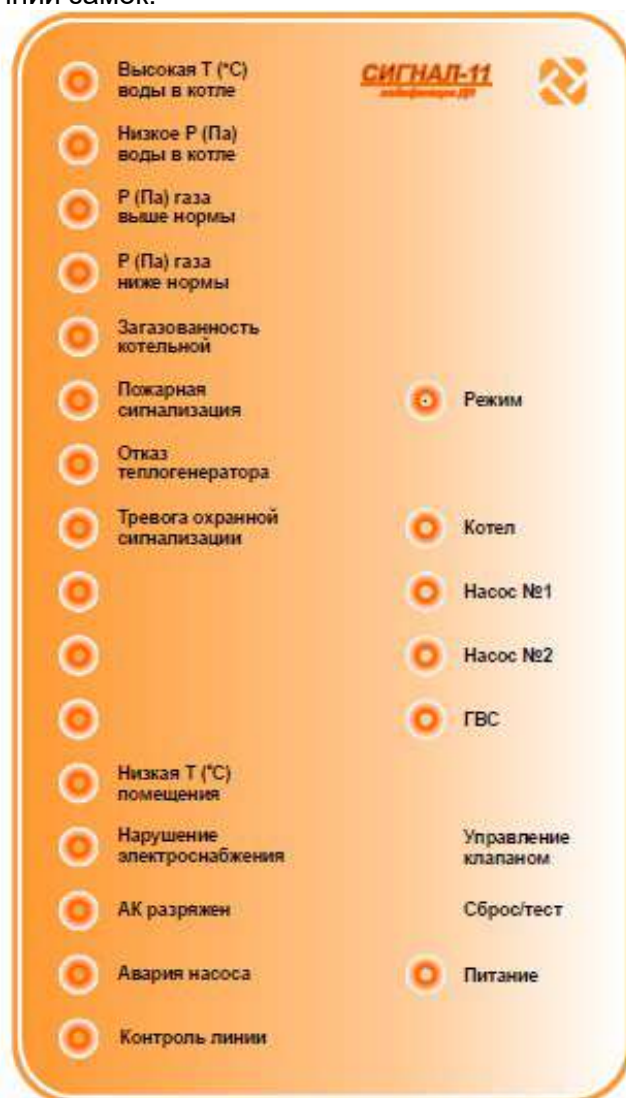 СИГНАЛ-11
Высокая Т (°С)
воды в котле
Низкое Р (Па)
воды в котле
Р (Па) газа
выше нормы
Р (Па) газа
ниже нормы
Загазованность
котельной
Пожарная
сигнализация
Отказ
теплогенератора
Тревога охранной
сигнализации
Низкая Т (°С)
помещения
Нарушение
электроснабжения
АК разряжен
Авария насоса
Контроль линии
Режим
Котел
Насос №1
Насос №2
ГВС
Управление
клапаном
Сброс/тест
Питание